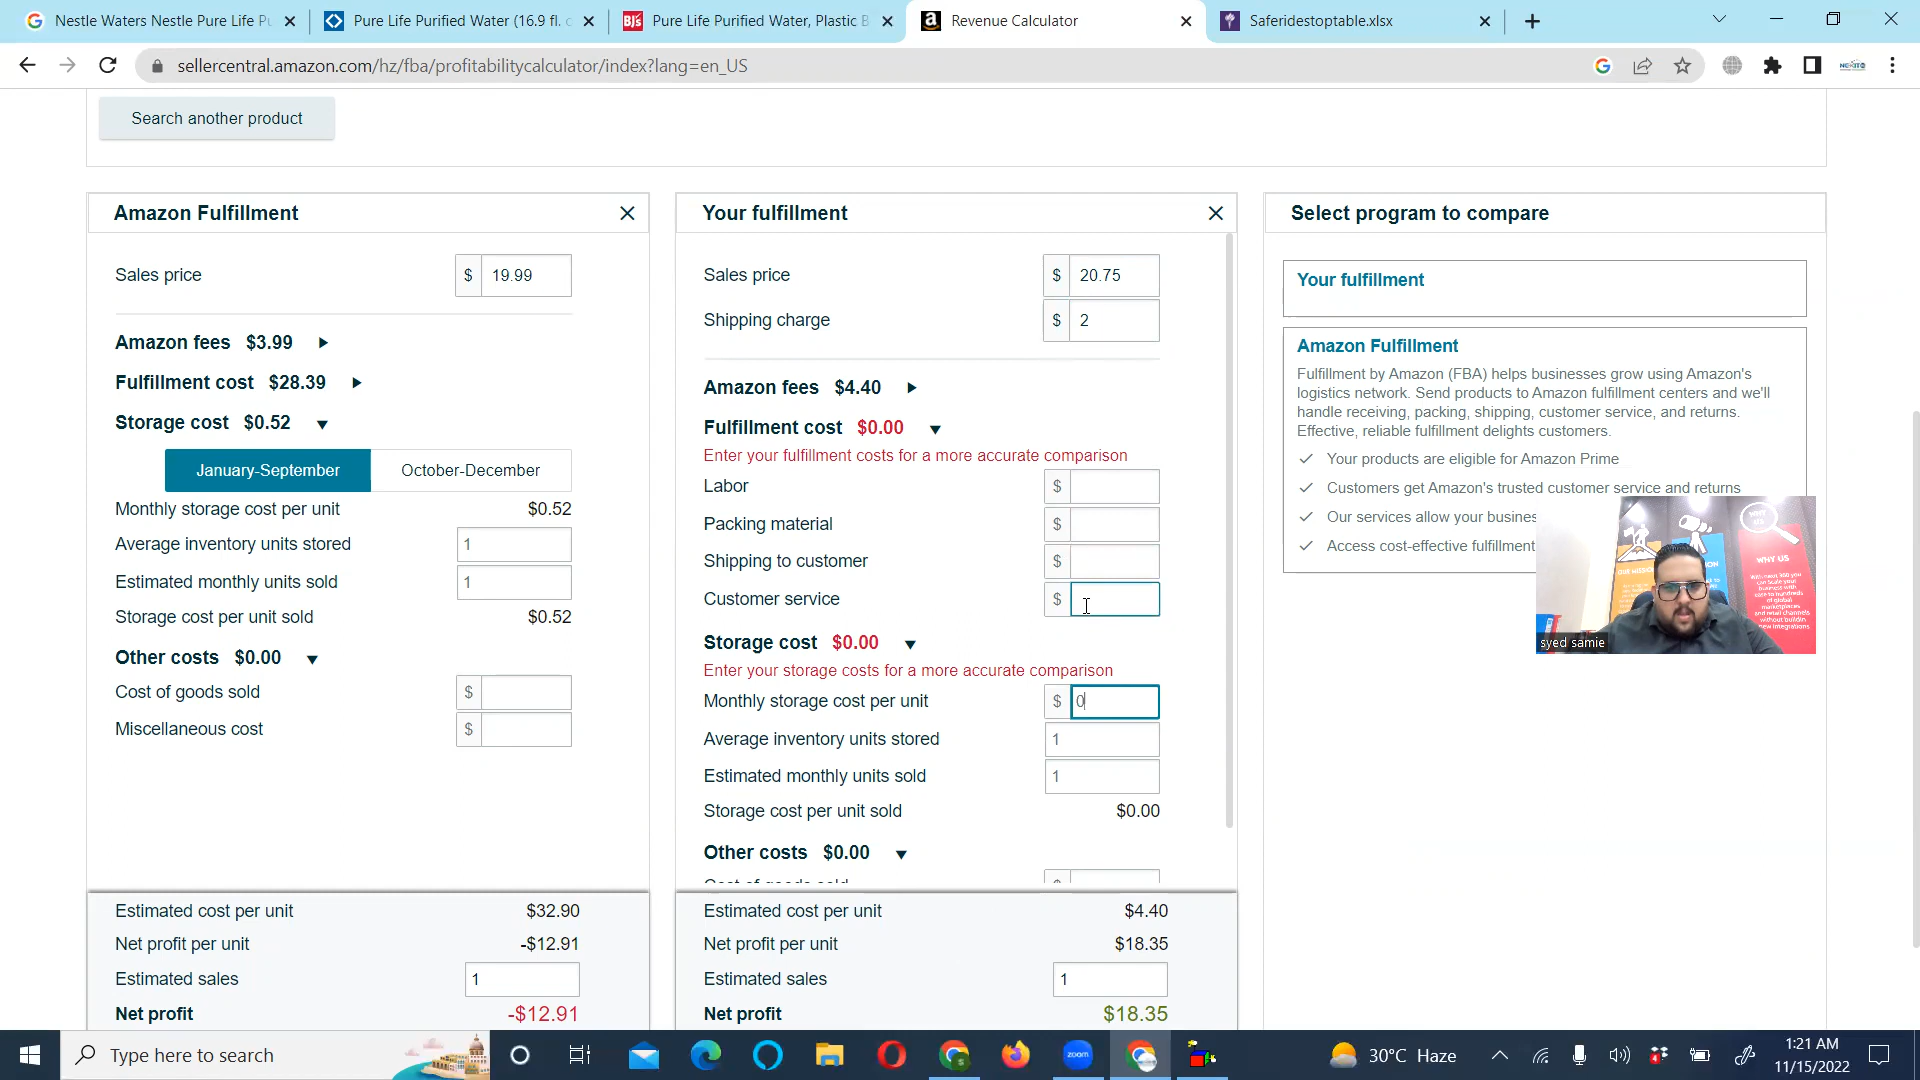 Nestle Waters Nestle Pure Life Pu
Pure Life Purified Water (16.9 fl. o
BJ's
Pure Life Purified Water, Plastic B
Revenue Calculator
Saferidestoptable.xlsx
sellercentral.amazon.com/hz/fba/profitabilitycalculator/index?lang=en_US
Search another product
Amazon Fulfillment
Sales price $ 19.99
Amazon fees $3.99
Fulfillment cost $28.39
Storage cost $0.52
January-September October-December
Monthly storage cost per unit $0.52
Average inventory units stored 1
Estimated monthly units sold 1
Storage cost per unit sold $0.52
Other costs $0.00
Cost of goods sold $
Miscellaneous cost $
Estimated cost per unit $32.90
Net profit per unit -$12.91
Estimated sales 1
Net profit -$12.91
Your fulfillment
Sales price $ 20.75
Shipping charge $ 2
Amazon fees $4.40
Fulfillment cost $0.00
Enter your fulfillment costs for a more accurate comparison
Labor $
Packing material $
Shipping to customer $
Customer service $
Storage cost $0.00
Enter your storage costs for a more accurate comparison
Monthly storage cost per unit $ 0
Average inventory units stored 1
Estimated monthly units sold 1
Storage cost per unit sold $0.00
Other costs $0.00
Cost of goods sold $
Estimated cost per unit $4.40
Net profit per unit $18.35
Estimated sales 1
Net profit $18.35
Select program to compare
Your fulfillment
Amazon Fulfillment
Fulfillment by Amazon (FBA) helps businesses grow using Amazon's
logistics network. Send products to Amazon fulfillment centers and we'll
handle receiving, packing, shipping, customer service, and returns.
Effective, reliable fulfillment delights customers.
Your products are eligible for Amazon Prime
Customers get Amazon's trusted customer service and returns
Our services allow your busines
Access cost-effective fulfillment
WHY US
syed samie
Type here to search
zoom
30°C Haze
1:21 AM
11/15/2022